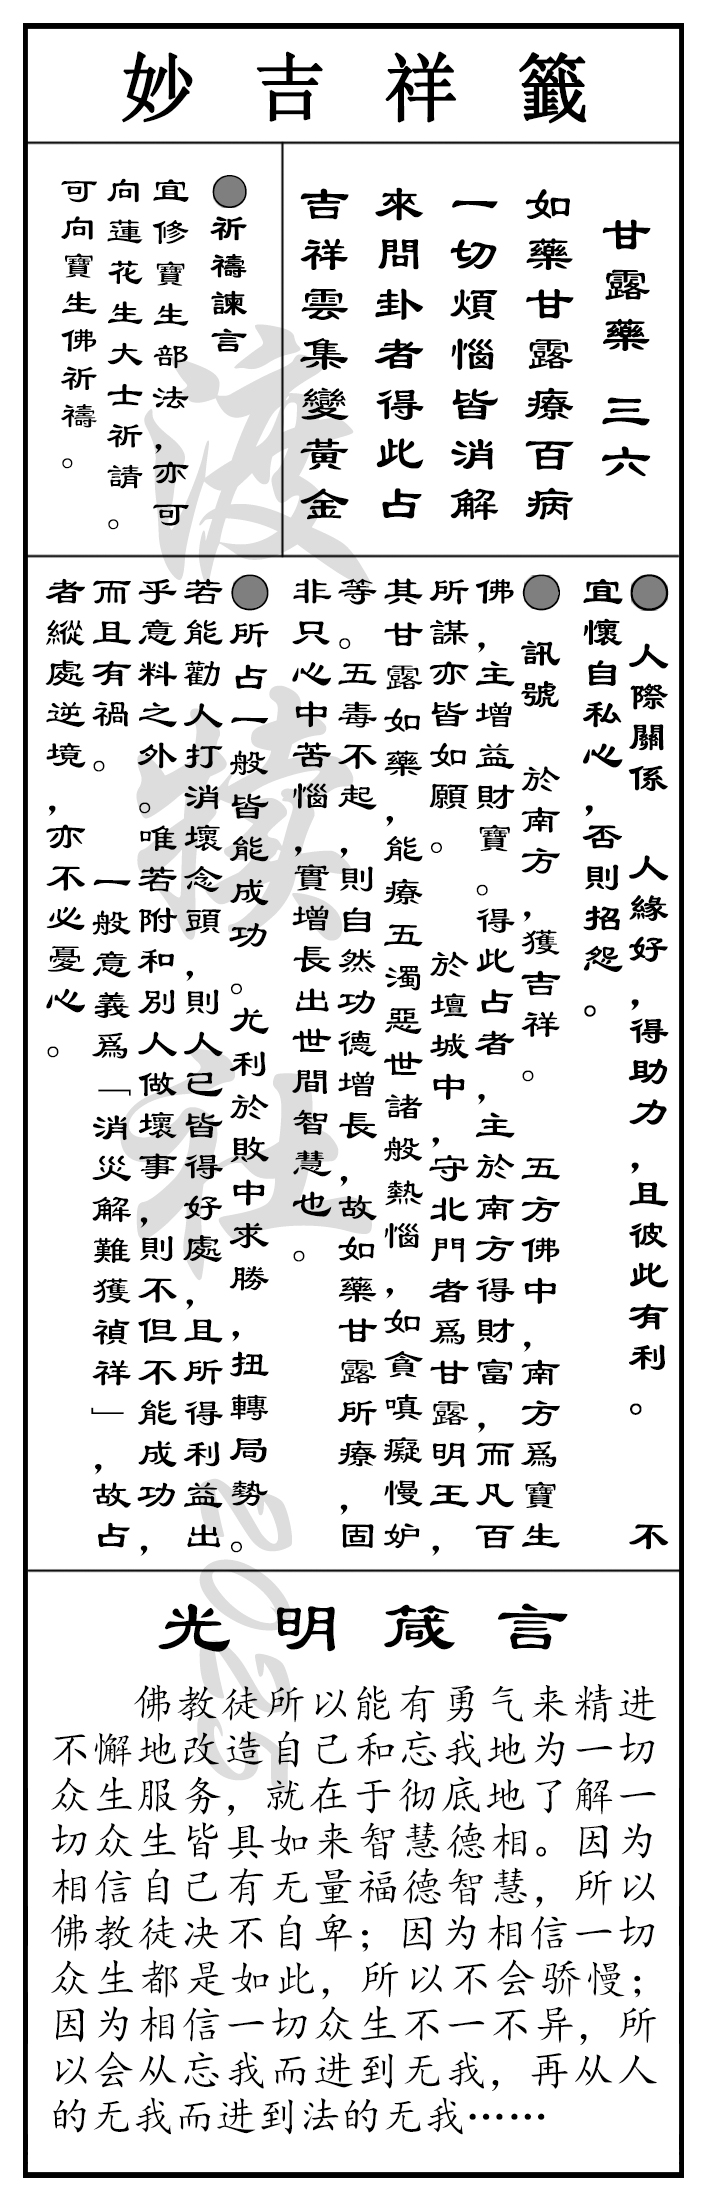 妙吉祥籤
甘露藥 三六
如藥甘露療百病
一切煩惱皆消解
來問卦者得此占
吉祥雲集變黃金
●祈禱諫言
宜修寶生部法，亦可
向蓮花生大士祈請。
可向寶生佛祈禱。
● 人際關係 人緣好，得助力，且彼此有利。 不
宜懷自私心，否則招怨。
● 訊號 於南方，獲吉祥。 五方佛中，南方爲寶生
佛，主增益財寶。得此占者，主於南方得財富，而凡百
所謀亦皆如願。 於壇城中，守北門者爲甘露明王，
其甘露如藥，能療五濁惡世諸般熱惱，如貪嗔癡慢妒
等。五毒不起，則自然功德增長，故如藥甘露所療，固
非只心中苦惱，實增長出世間智慧也。
●所占一般皆能成功。尤利於敗中求勝，扭轉局勢。
若能勸人打消壞念頭，則人己皆得好處，且所得利益出
乎意料之外。唯若附和別人做壞事，則不但不能成功，
而且有禍。 一般意義爲「消災解難獲禎祥」，故占
者縱處逆境，亦不必憂心。
光明箴言
佛教徒所以能有勇气来精进
不懈地改造自己和忘我地为一切
众生服务，就在于彻底地了解一
切众生皆具如来智慧德相。因为
相信自己有无量福德智慧，所以
佛教徒决不自卑；因为相信一切
众生都是如此，所以不会骄慢；
因为相信一切众生不一不异，所
以会从忘我而进到无我，再从人
的无我而进到法的无我……
2025